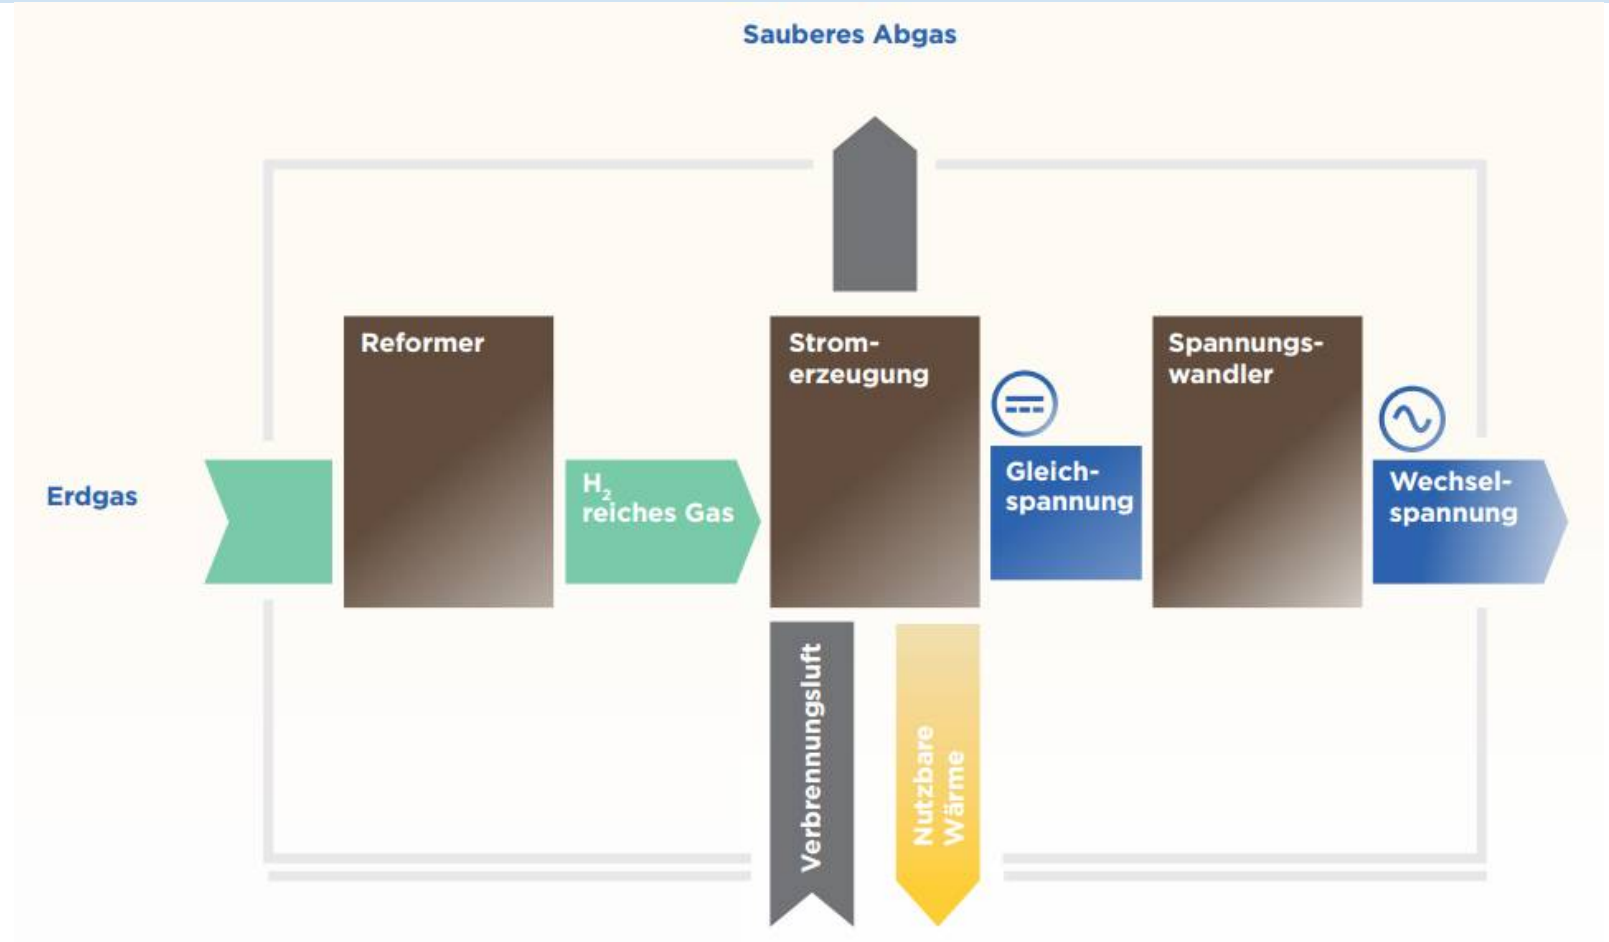 Sauberes Abgas
Reformer
Strom-
erzeugung
Spannungs-
wandler
Erdgas
H₂
reiches Gas
Gleich-
spannung
Wechsel-
spannung
Verbrennungsluft
Nutzbare
Wärme